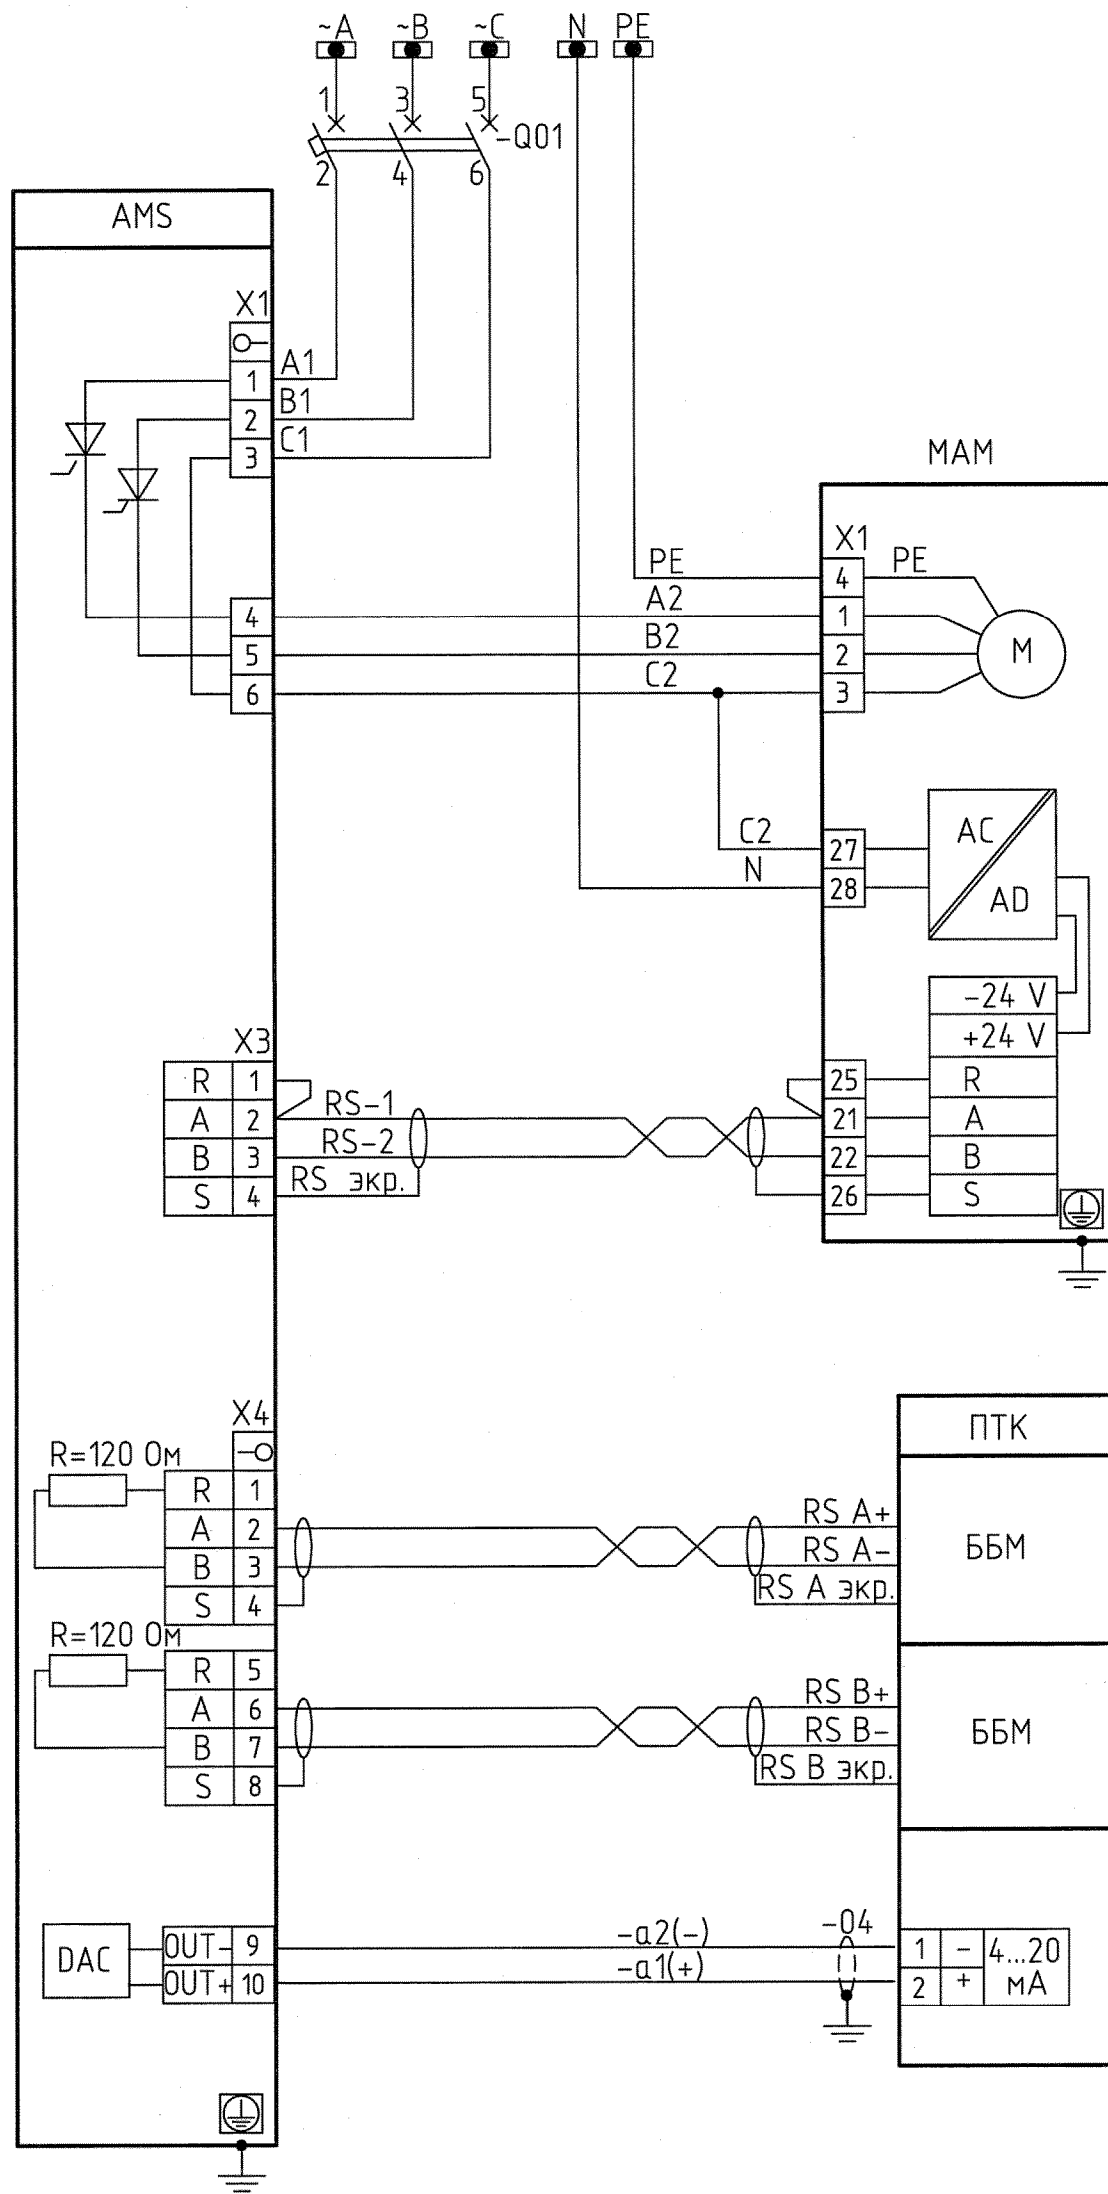 ~A ~B ~C N PE
1 3 5
-Q01
2 4 6
AMS
X1
1 A1
2 B1
3 C1
MAM
X1
PE 4 PE
4 A2 1
5 B2 2 M
6 C2 3
C2 27 AC
N 28 AD
-24 V
+24 V
X3
R 1 25 R
A 2 RS-1 21 A
B 3 RS-2 22 B
S 4 RS экр. 26 S
X4
ПТК
R=120 Ом
R 1
A 2 RS A+
B 3 RS A- ББМ
S 4 RS A экр.
R=120 Ом
R 5
A 6 RS B+
B 7 RS B- ББМ
S 8 RS B экр.
-04
DAC OUT- 9 -a2(-) 1 - 4...20
OUT+ 10 -a1(+) 2 + мА